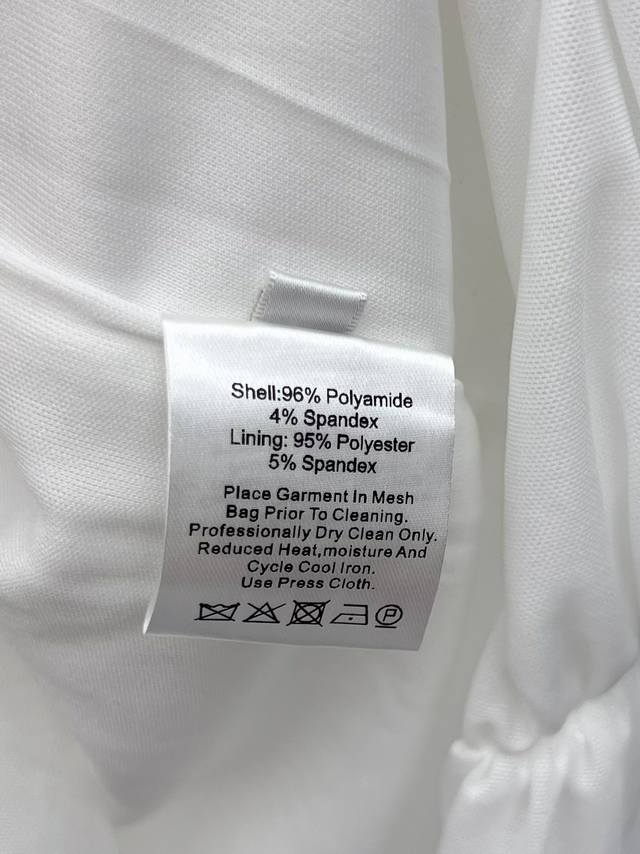 Shell:96% Polyamide
4% Spandex
Lining: 95% Polyester
5% Spandex
Place Garment In Mesh
Bag Prior To Cleaning.
Professionally Dry Clean Only.
Reduced Heat,moisture And
Cycle Cool Iron.
Use Press Cloth.
P